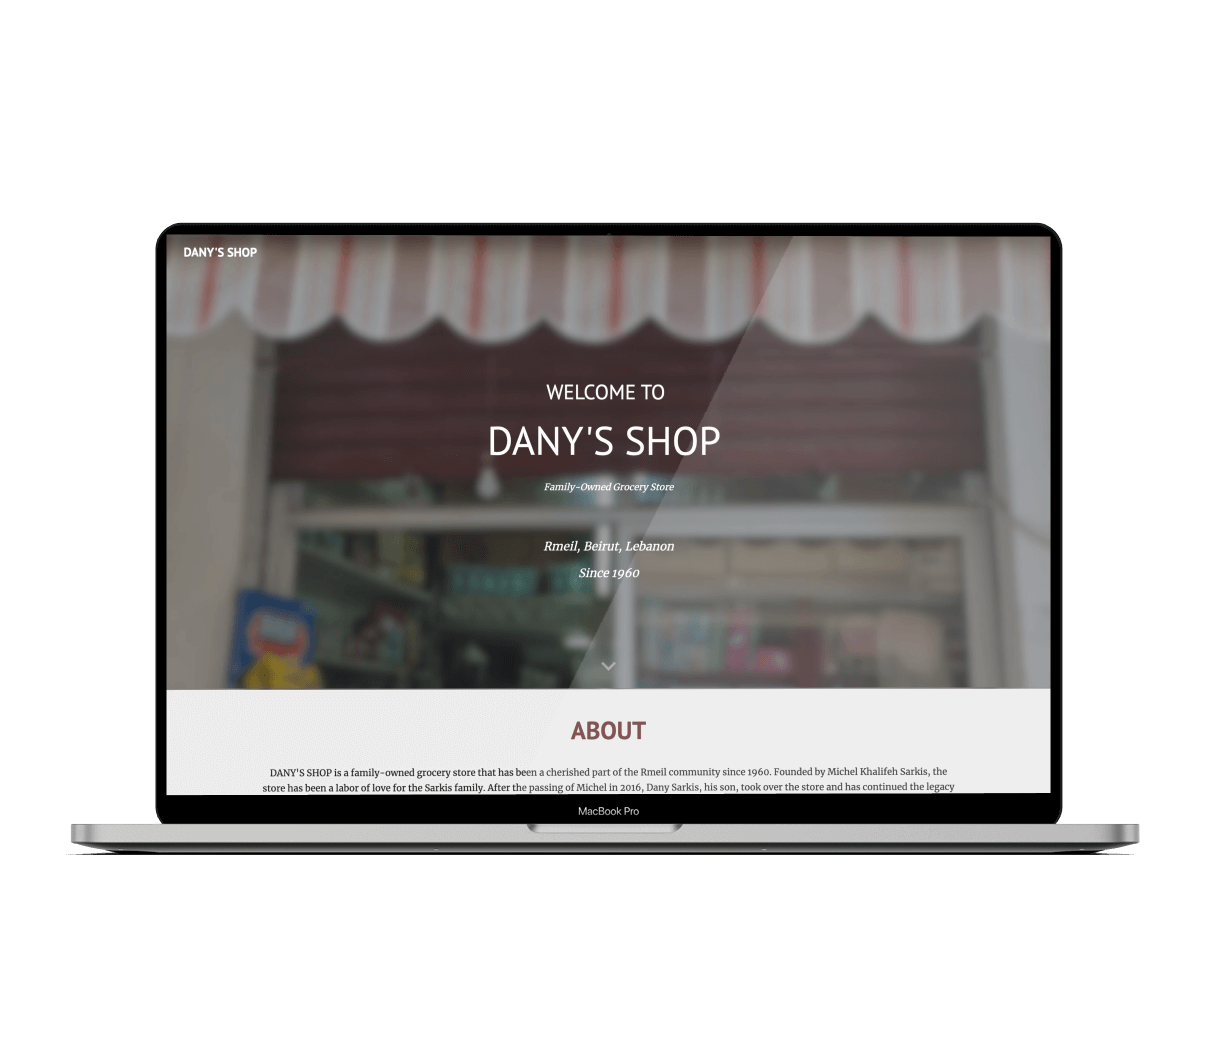 DANY'S SHOP
WELCOME TO
DANY'S SHOP
Family-Owned Grocery Store
Rmeil, Beirut, Lebanon
Since 1960
ABOUT
DANY'S SHOP is a family-owned grocery store that has been a cherished part of the Rmeil community since 1960. Founded by Michel Khalifeh Sarkis, the
store has been a labor of love for the Sarkis family. After the passing of Michel in 2016, Dany Sarkis, his son, took over the store and has continued the legacy
MacBook Pro